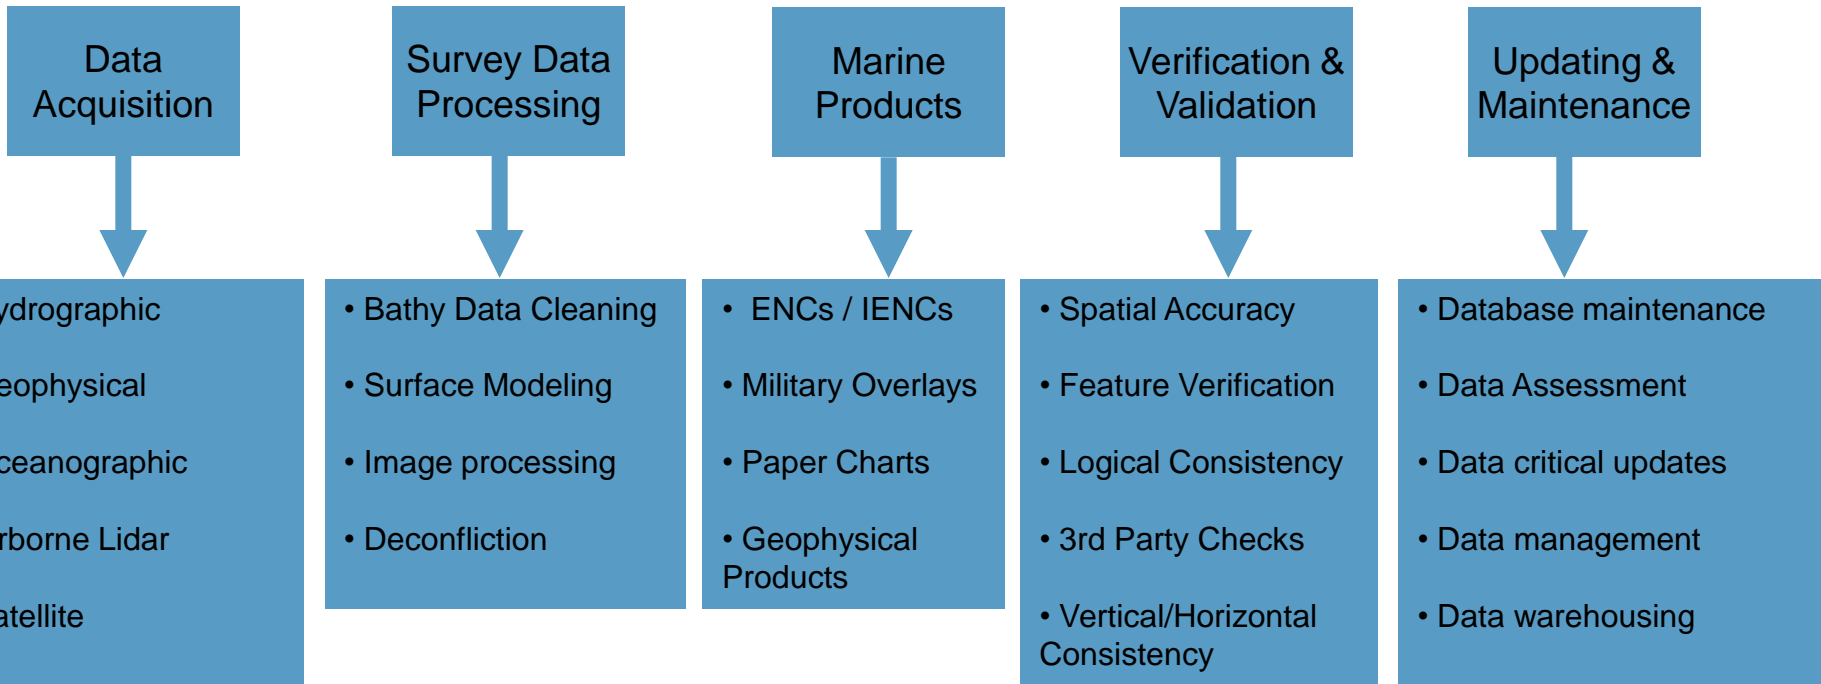 Data
Acquisition
Survey Data
Processing
Marine
Products
Verification &
Validation
Updating &
Maintenance
ydrographic
eophysical
ceanographic
rborne Lidar
atellite
• Bathy Data Cleaning
• Surface Modeling
• Image processing
• Deconfliction
• ENCs / IENCs
• Military Overlays
• Paper Charts
• Geophysical
Products
• Spatial Accuracy
• Feature Verification
• Logical Consistency
• 3rd Party Checks
• Vertical/Horizontal
Consistency
• Database maintenance
• Data Assessment
• Data critical updates
• Data management
• Data warehousing